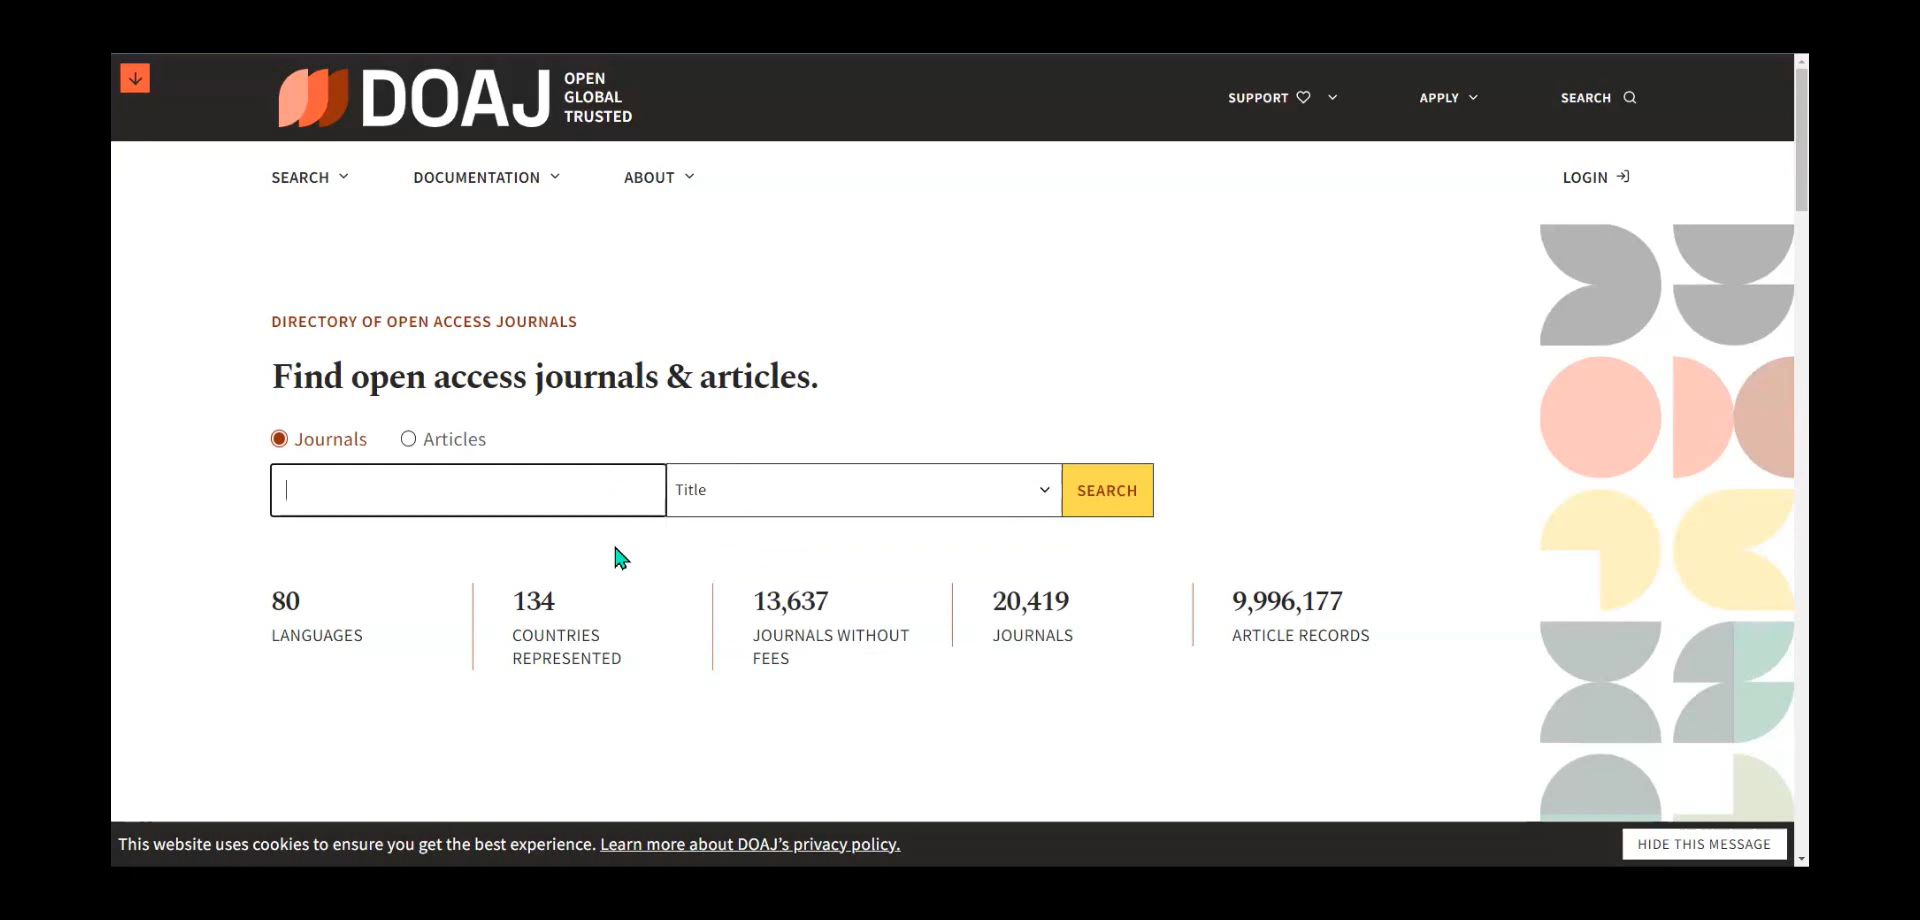 DOAJ
OPEN
GLOBAL
TRUSTED
SUPPORT
APPLY
SEARCH
SEARCH
DOCUMENTATION
ABOUT
LOGIN
DIRECTORY OF OPEN ACCESS JOURNALS
Find open access journals & articles.
Journals
Articles
Title
SEARCH
80
LANGUAGES
134
COUNTRIES
REPRESENTED
13,637
JOURNALS WITHOUT
FEES
20,419
JOURNALS
9,996,177
ARTICLE RECORDS
This website uses cookies to ensure you get the best experience. Learn more about DOAJ's privacy policy.
HIDE THIS MESSAGE